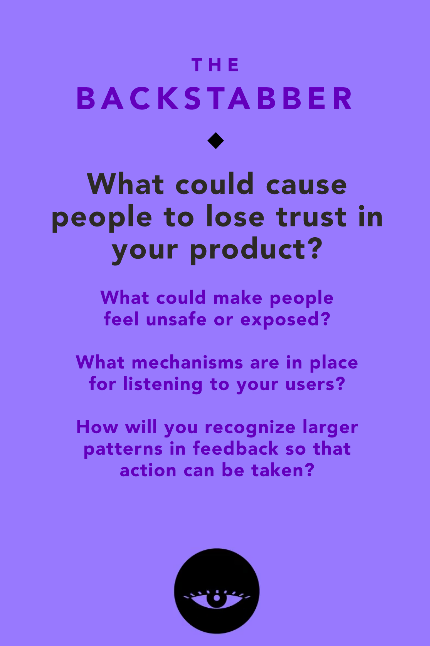 THE
BACKSTABBER
What could cause
people to lose trust in
your product?
What could make people
feel unsafe or exposed?
What mechanisms are in place
for listening to your users?
How will you recognize larger
patterns in feedback so that
action can be taken?